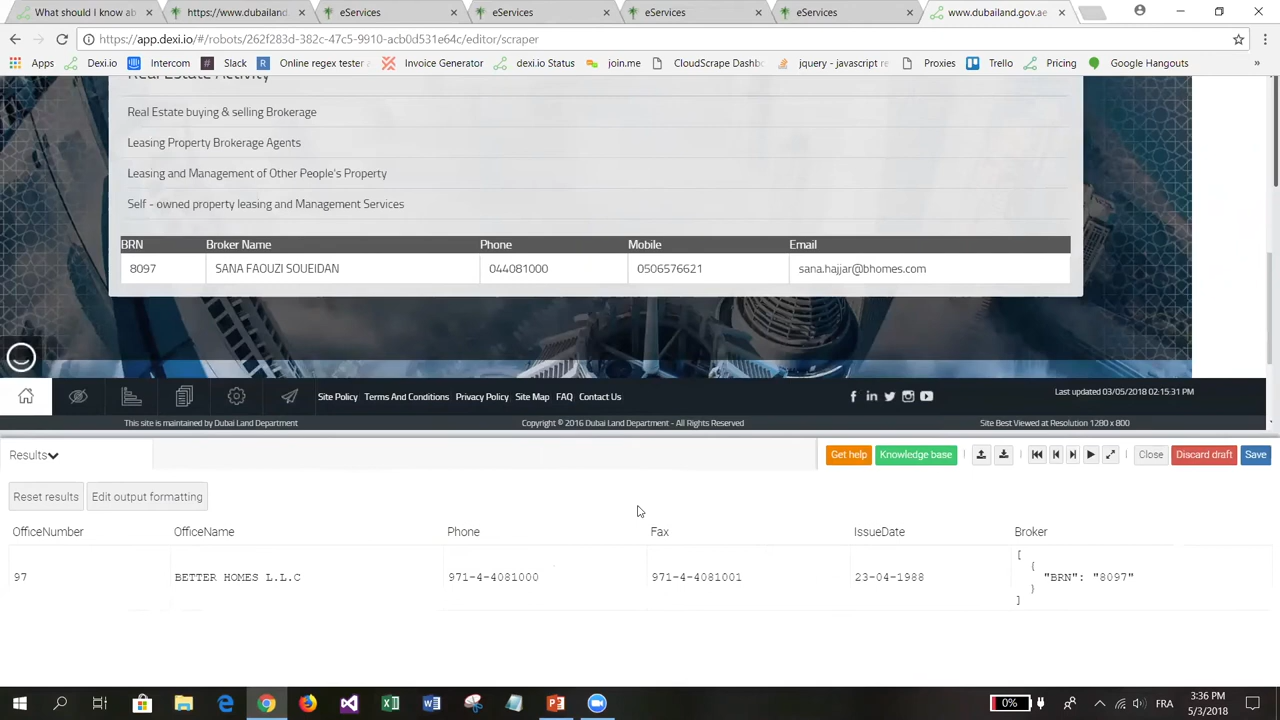 What should I know ab
https://www.dubailand.
eServices
eServices
eServices
eServices
www.dubailand.gov.ae
https://app.dexi.io/#/robots/262f283d-382c-47c5-9910-acb0d531e64c/editor/scraper
Apps Dexi.io Intercom Slack Online regex tester Invoice Generator dexi.io Status join.me CloudScrape Dashb jquery - javascript re Proxies Trello Pricing Google Hangouts »
Real Estate Activity
Real Estate buying & selling Brokerage
Leasing Property Brokerage Agents
Leasing and Management of Other People's Property
Self - owned property leasing and Management Services
BRN Broker Name Phone Mobile Email
8097 SANA FAOUZI SOUEIDAN 044081000 0506576621 sana.hajjar@bhomes.com
Site Policy Terms And Conditions Privacy Policy Site Map FAQ Contact Us
Last updated 03/05/2018 02:15:31 PM
This site is maintained by Dubai Land Department Copyright © 2016 Dubai Land Department - All Rights Reserved Site Best Viewed at Resolution 1280 x 800
Results
Get help Knowledge base Close Discard draft Save
Reset results Edit output formatting
OfficeNumber OfficeName Phone Fax IssueDate Broker
[
{
97 BETTER HOMES L.L.C 971-4-4081000 971-4-4081001 23-04-1988 "BRN": "8097"
}
]
0% FRA 3:36 PM
5/3/2018